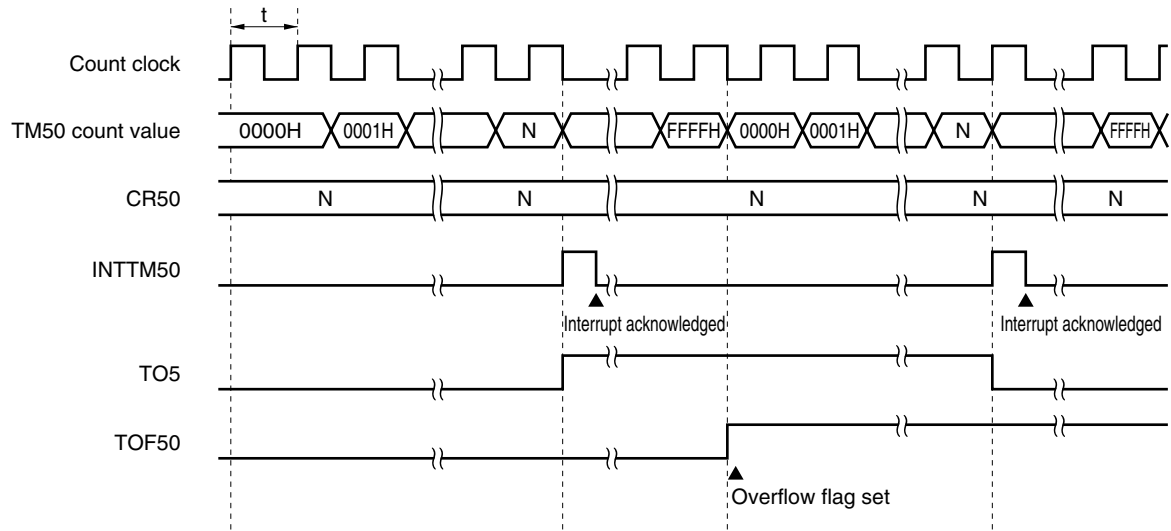 t
Count clock
TM50 count value 0000H 0001H N FFFFH 0000H 0001H N FFFFH
CR50 N N N N N
INTTM50
Interrupt acknowledged Interrupt acknowledged
TO5
TOF50
Overflow flag set